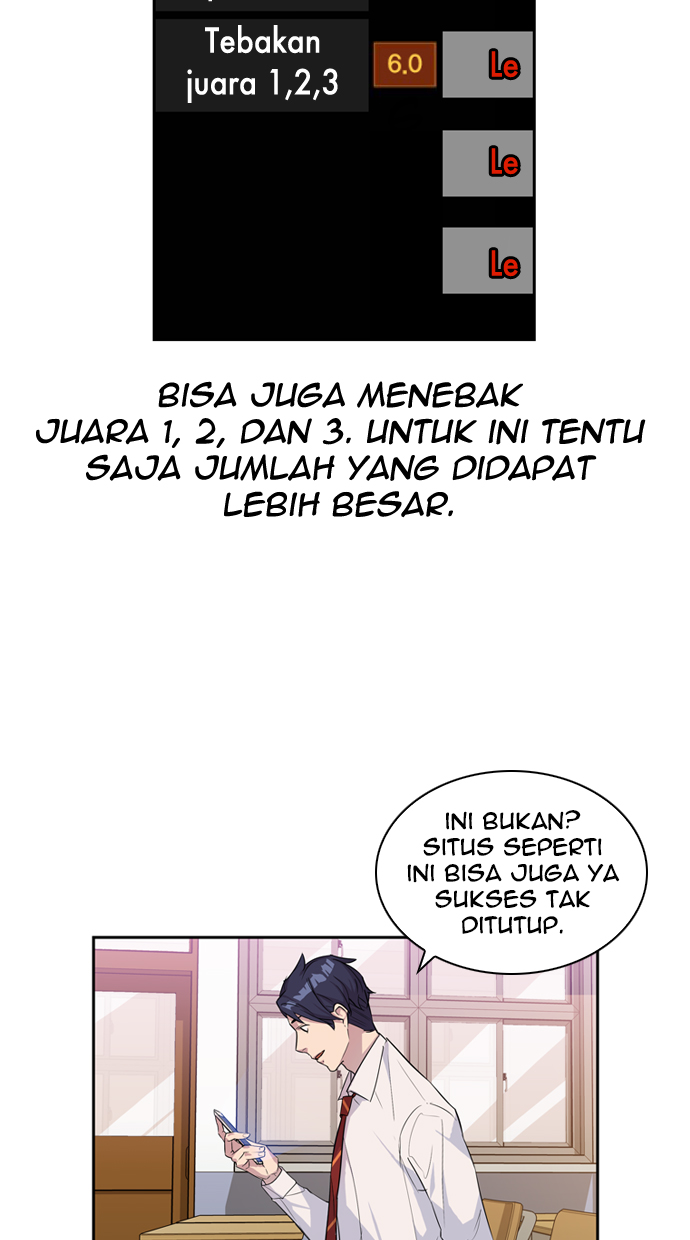 Tebakan
juara 1,2,3
6.0
Le
Le
Le
BISA JUGA MENEBAK
JUARA 1, 2, DAN 3. UNTUK INI TENTU
SAJA JUMLAH YANG DIDAPAT
LEBIH BESAR.
INI BUKAN?
SITUS SEPERTI
INI BISA JUGA YA
SUKSES TAK
DITUTUP.